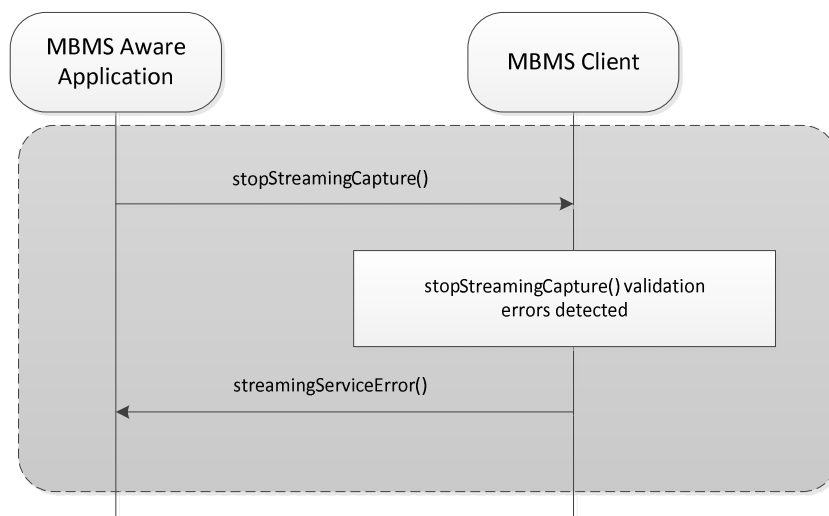 MBMS Aware
Application
MBMS Client
stopStreamingCapture()
stopStreamingCapture() validation
errors detected
streamingServiceError()